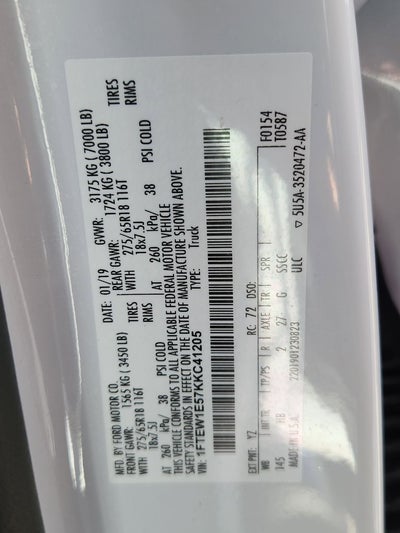 MFD. BY FORD MOTOR CO.
DATE: 01/19 GVWR: 3175 KG ( 7000 LB)
FRONT GAWR: 1565 KG ( 3450 LB) REAR GAWR: 1724 KG ( 3800 LB)
WITH 275/65R18 116T TIRES WITH 275/65R18 116T TIRES
18x7.5J RIMS 18x7.5J RIMS
AT 260 kPa/ 38 PSI COLD AT 260 kPa/ 38 PSI COLD
THIS VEHICLE CONFORMS TO ALL APPLICABLE FEDERAL MOTOR VEHICLE
SAFETY STANDARDS IN EFFECT ON THE DATE OF MANUFACTURE SHOWN ABOVE.
VIN: 1FTEW1E57KKC41205
TYPE: Truck
F0154
T0587
EXT PNT: YZ RC: 72 DSO:
WB INT TR TP/PS R AXLE TR SPR
145 HB 2 27 G SSCC
MADE IN U.S.A. 2201901230823 ULC
5U5A-3520472-AA